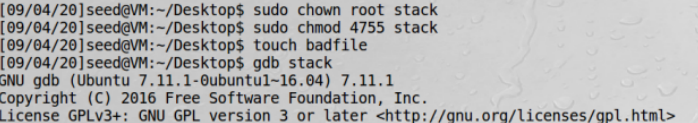 [09/04/20]seed@VM:~/Desktop$ sudo chown root stack
[09/04/20]seed@VM:~/Desktop$ sudo chmod 4755 stack
[09/04/20]seed@VM:~/Desktop$ touch badfile
[09/04/20]seed@VM:~/Desktop$ gdb stack
GNU gdb (Ubuntu 7.11.1-0ubuntu1~16.04) 7.11.1
Copyright (C) 2016 Free Software Foundation, Inc.
License GPLv3+: GNU GPL version 3 or later <http://gnu.org/licenses/gpl.html>